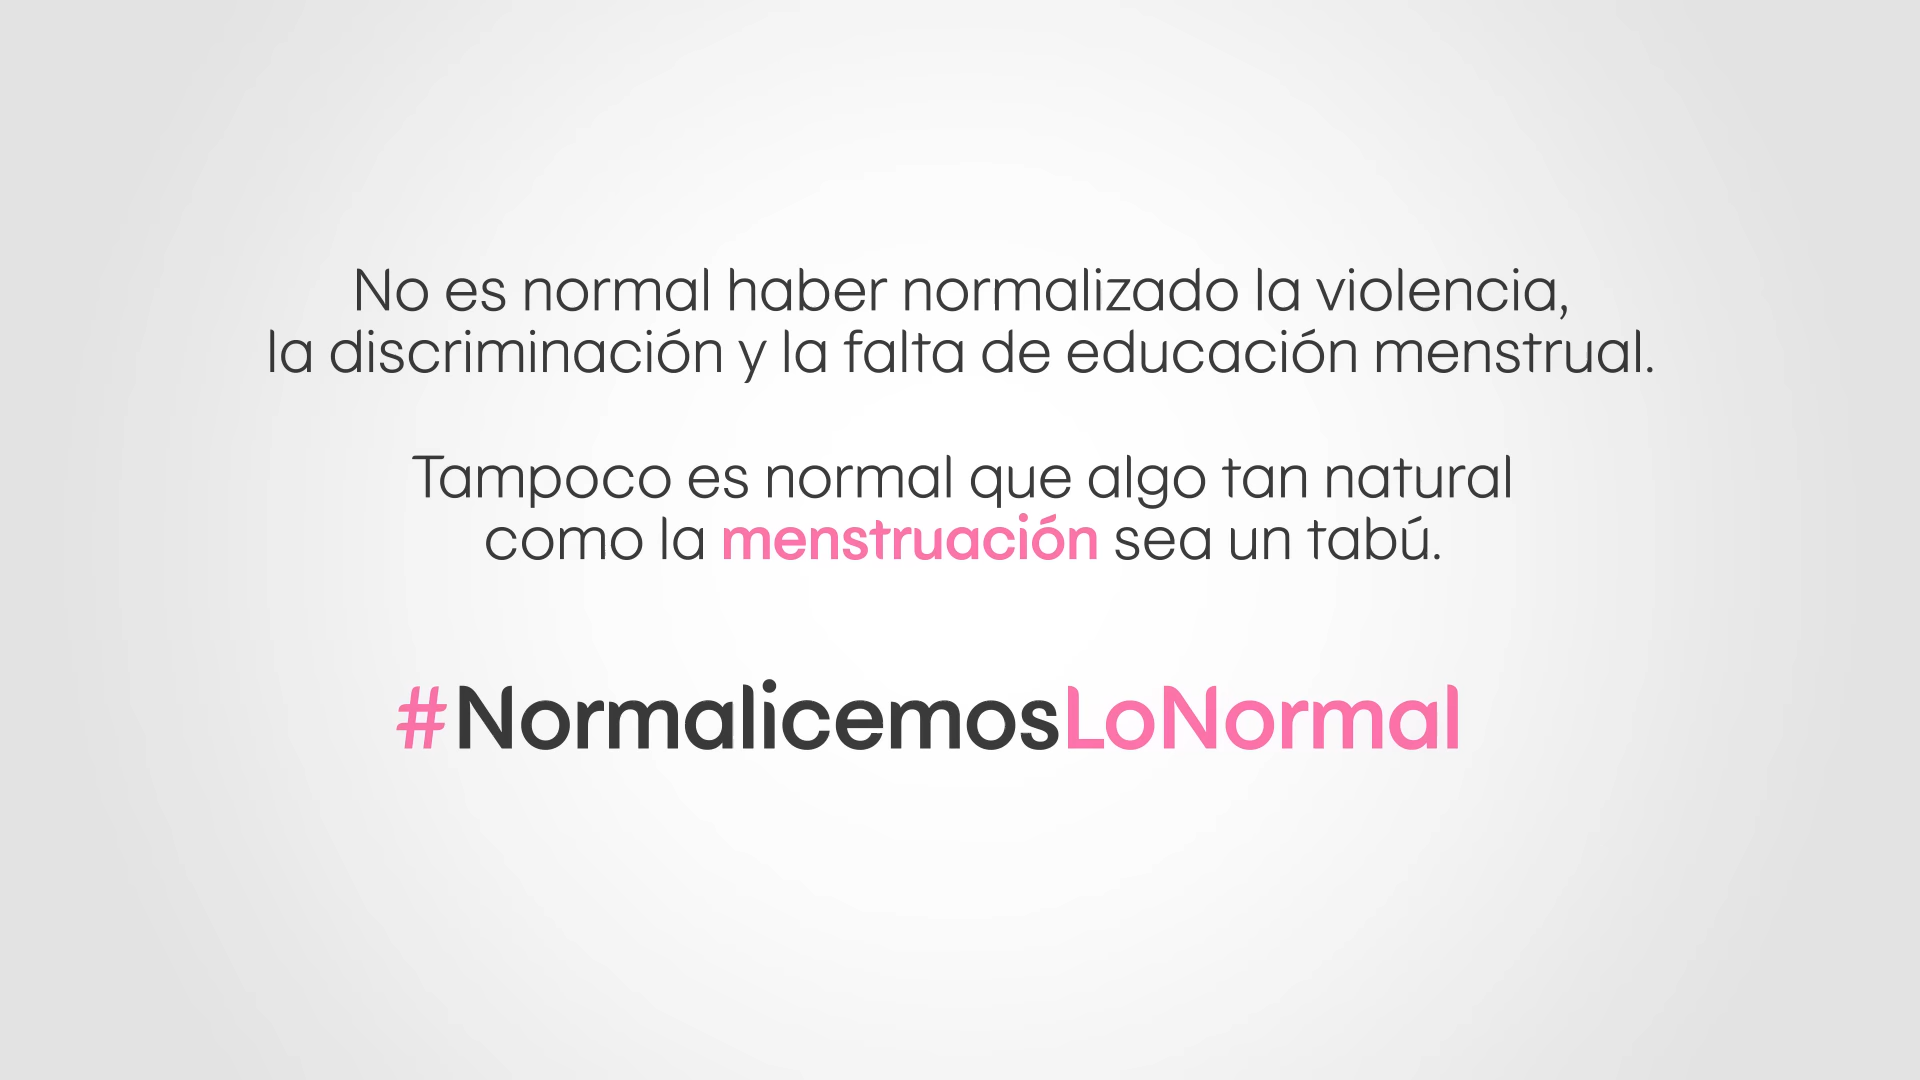 No es normal haber normalizado la violencia,
la discriminación y la falta de educación menstrual.
Tampoco es normal que algo tan natural
como la menstruación sea un tabú.
#NormalicemosLoNormal